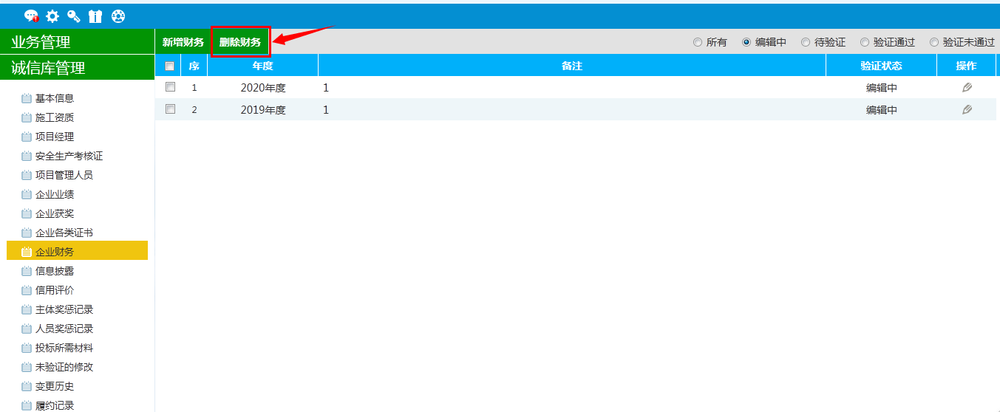 业务管理
诚信库管理
基本信息
施工资质
项目经理
安全生产考核证
项目管理人员
企业业绩
企业获奖
企业各类证书
企业财务
信息披露
信用评价
主体奖惩记录
人员奖惩记录
投标所需材料
未验证的修改
变更历史
履约记录
新增财务 删除财务 所有 编辑中 待验证 验证通过 验证未通过
序 年度 备注 验证状态 操作
1 2020年度 1 编辑中
2 2019年度 1 编辑中